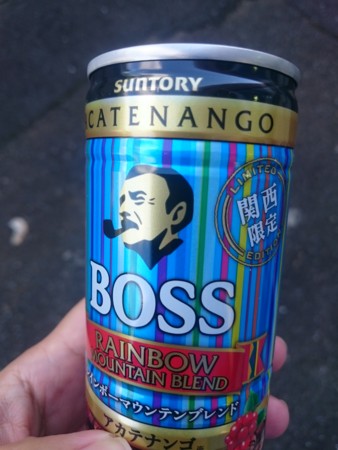 SUNTORY
ACATENANGO
LIMITED
関西
限定
EDITION
BOSS
RAINBOW
MOUNTAIN BLEND
レインボーマウンテンブレンド
アカテナンゴ